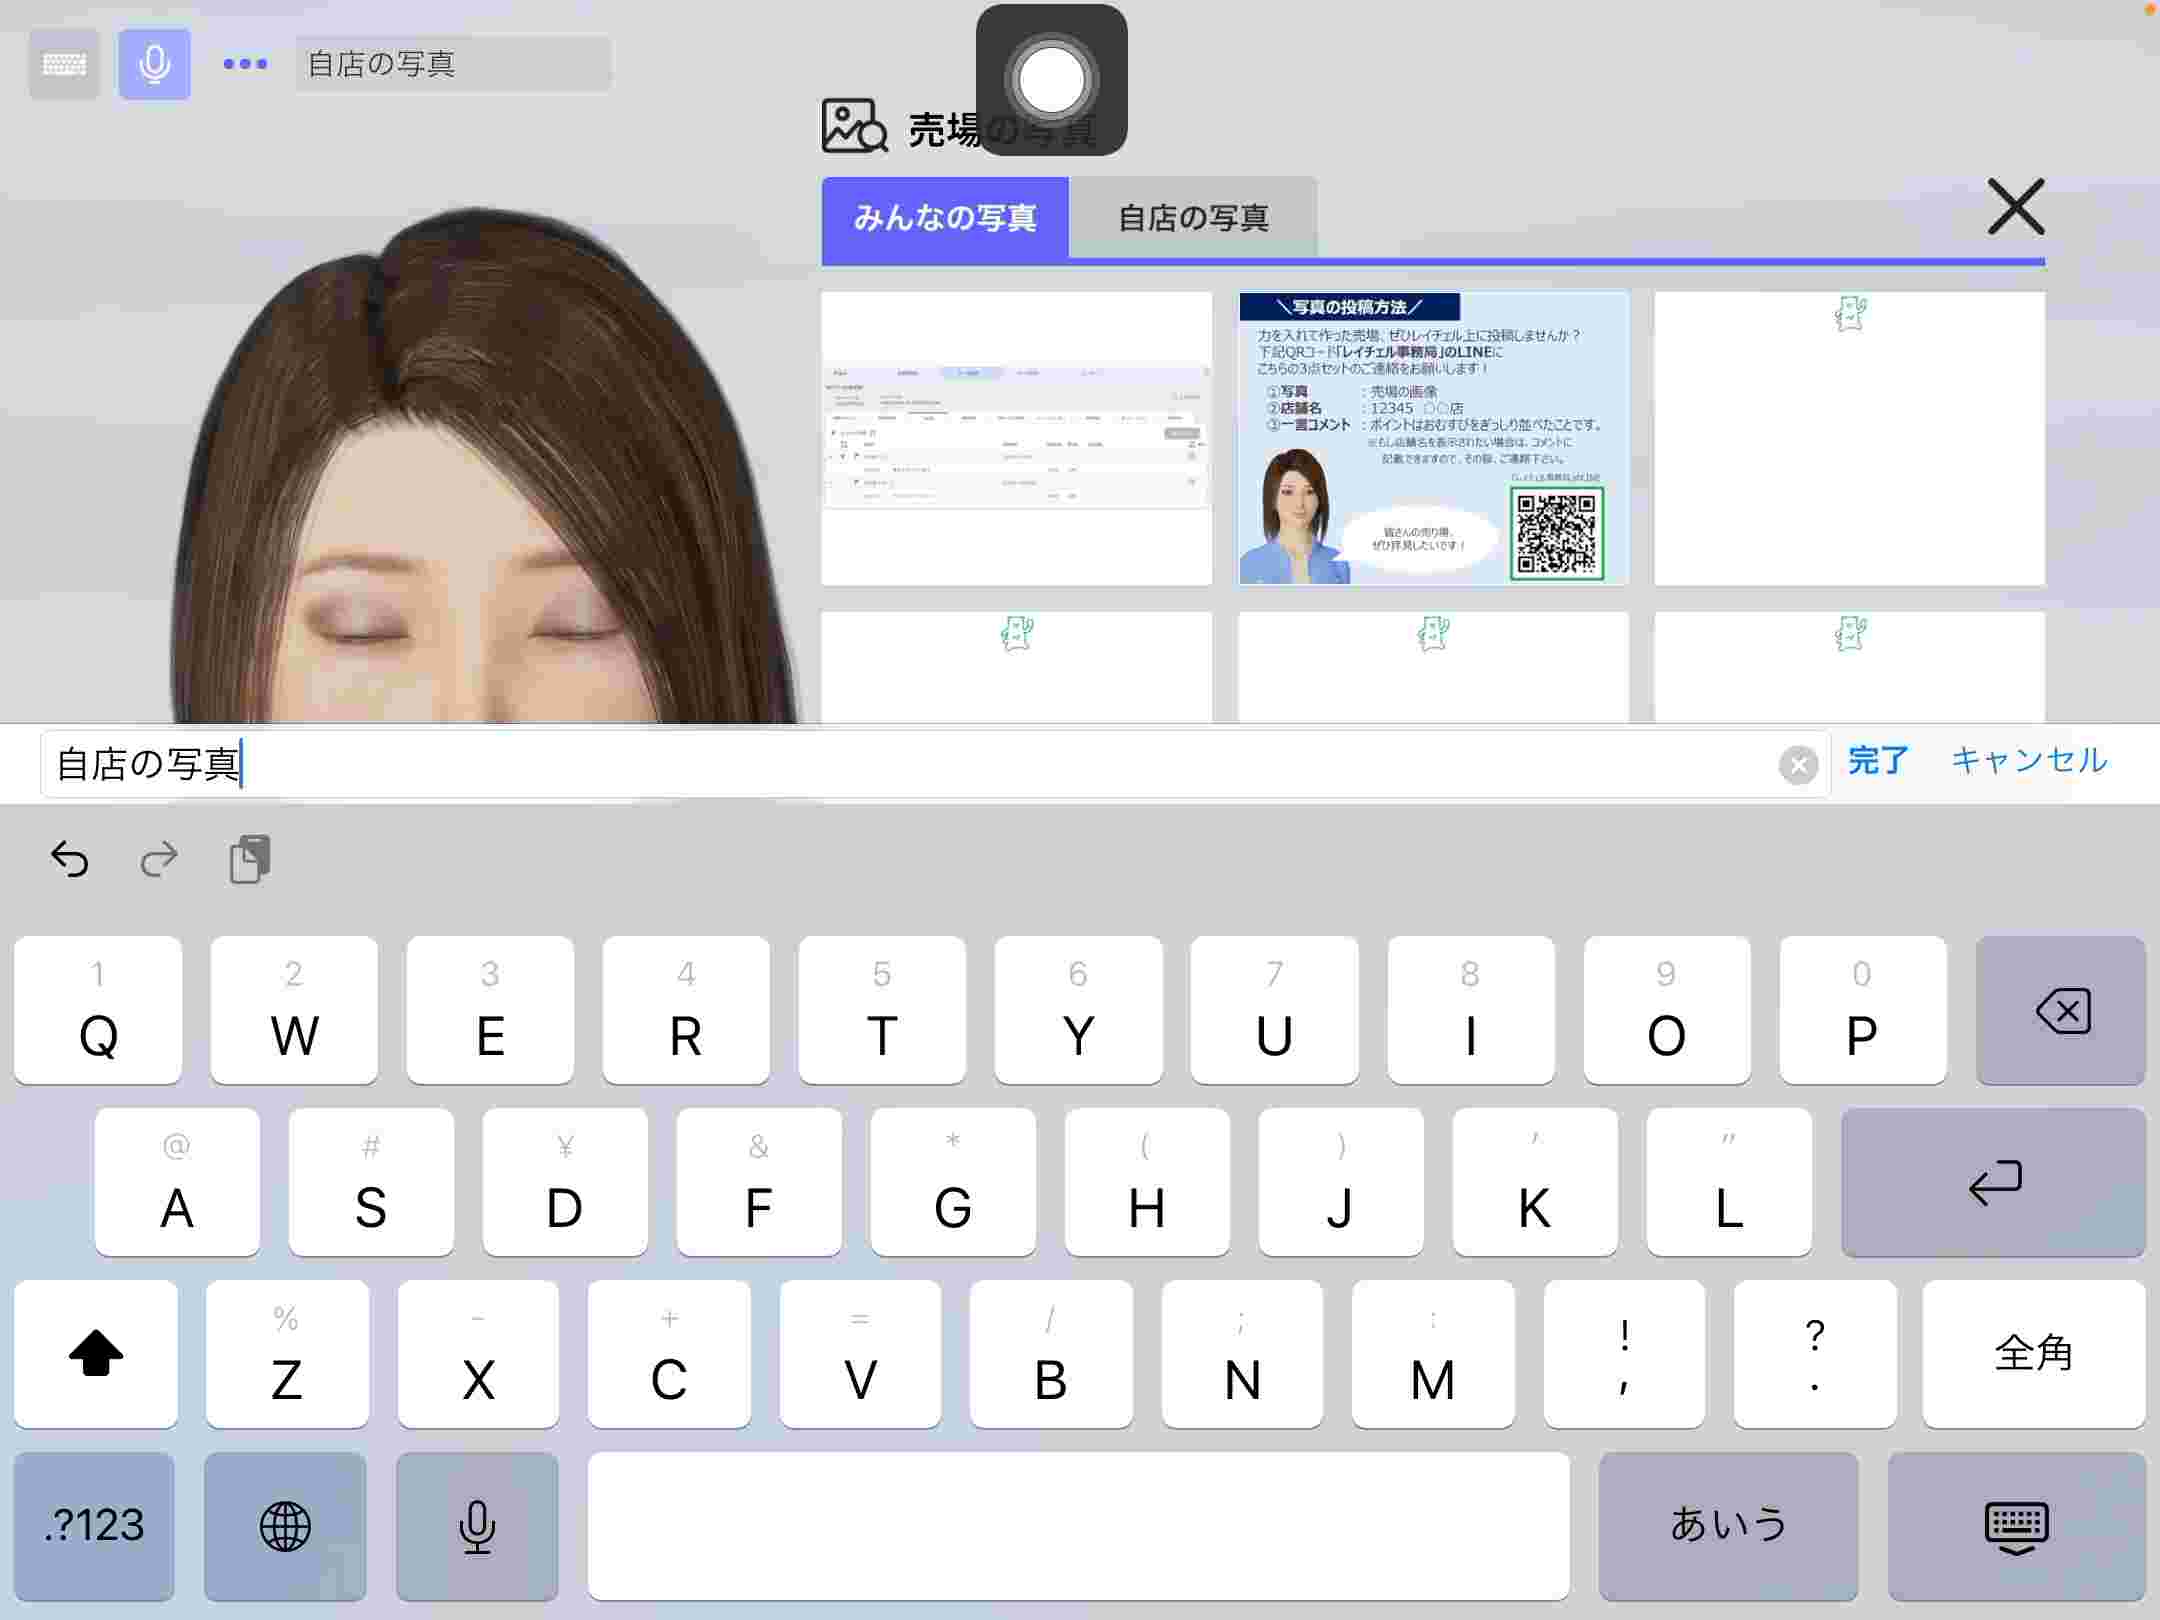 自店の写真
売場の写真
みんなの写真
自店の写真
＼写真の投稿方法／
力を入れて作った売場、ぜひレイチェル上に投稿しませんか？
下記QRコード「レイチェル事務局」のLINEに
こちらの3点セットのご連絡をお願いします！
①写真 ：売場の画像
②店舗名 ：12345 〇〇店
③一言コメント ：ポイントはおむすびをぎっしり並べたことです。
※もし店舗名を表示されたい場合は、コメントに
記載できますので、その旨、ご連絡下さい。
皆さんの売り場、
ぜひ拝見したいです！
自店の写真
完了 キャンセル
1 2 3 4 5 6 7 8 9 0
Q W E R T Y U I O P
@ # ¥ & * ( ) ' "
A S D F G H J K L
% - + = / ; : ! ?
Z X C V B N M , . 全角
.?123 あいう